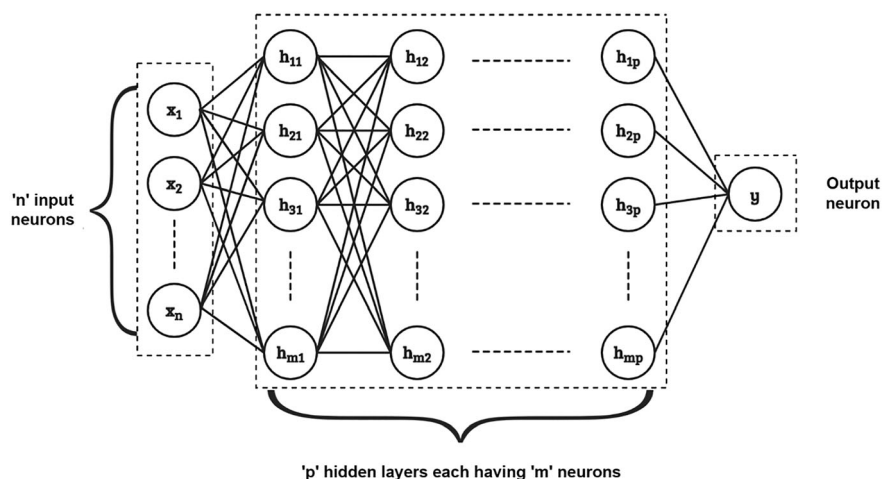 'n' input
neurons
x1
x2
xn
h11
h21
h31
hm1
h12
h22
h32
hm2
h1p
h2p
h3p
hmp
y
Output
neuron
'p' hidden layers each having 'm' neurons